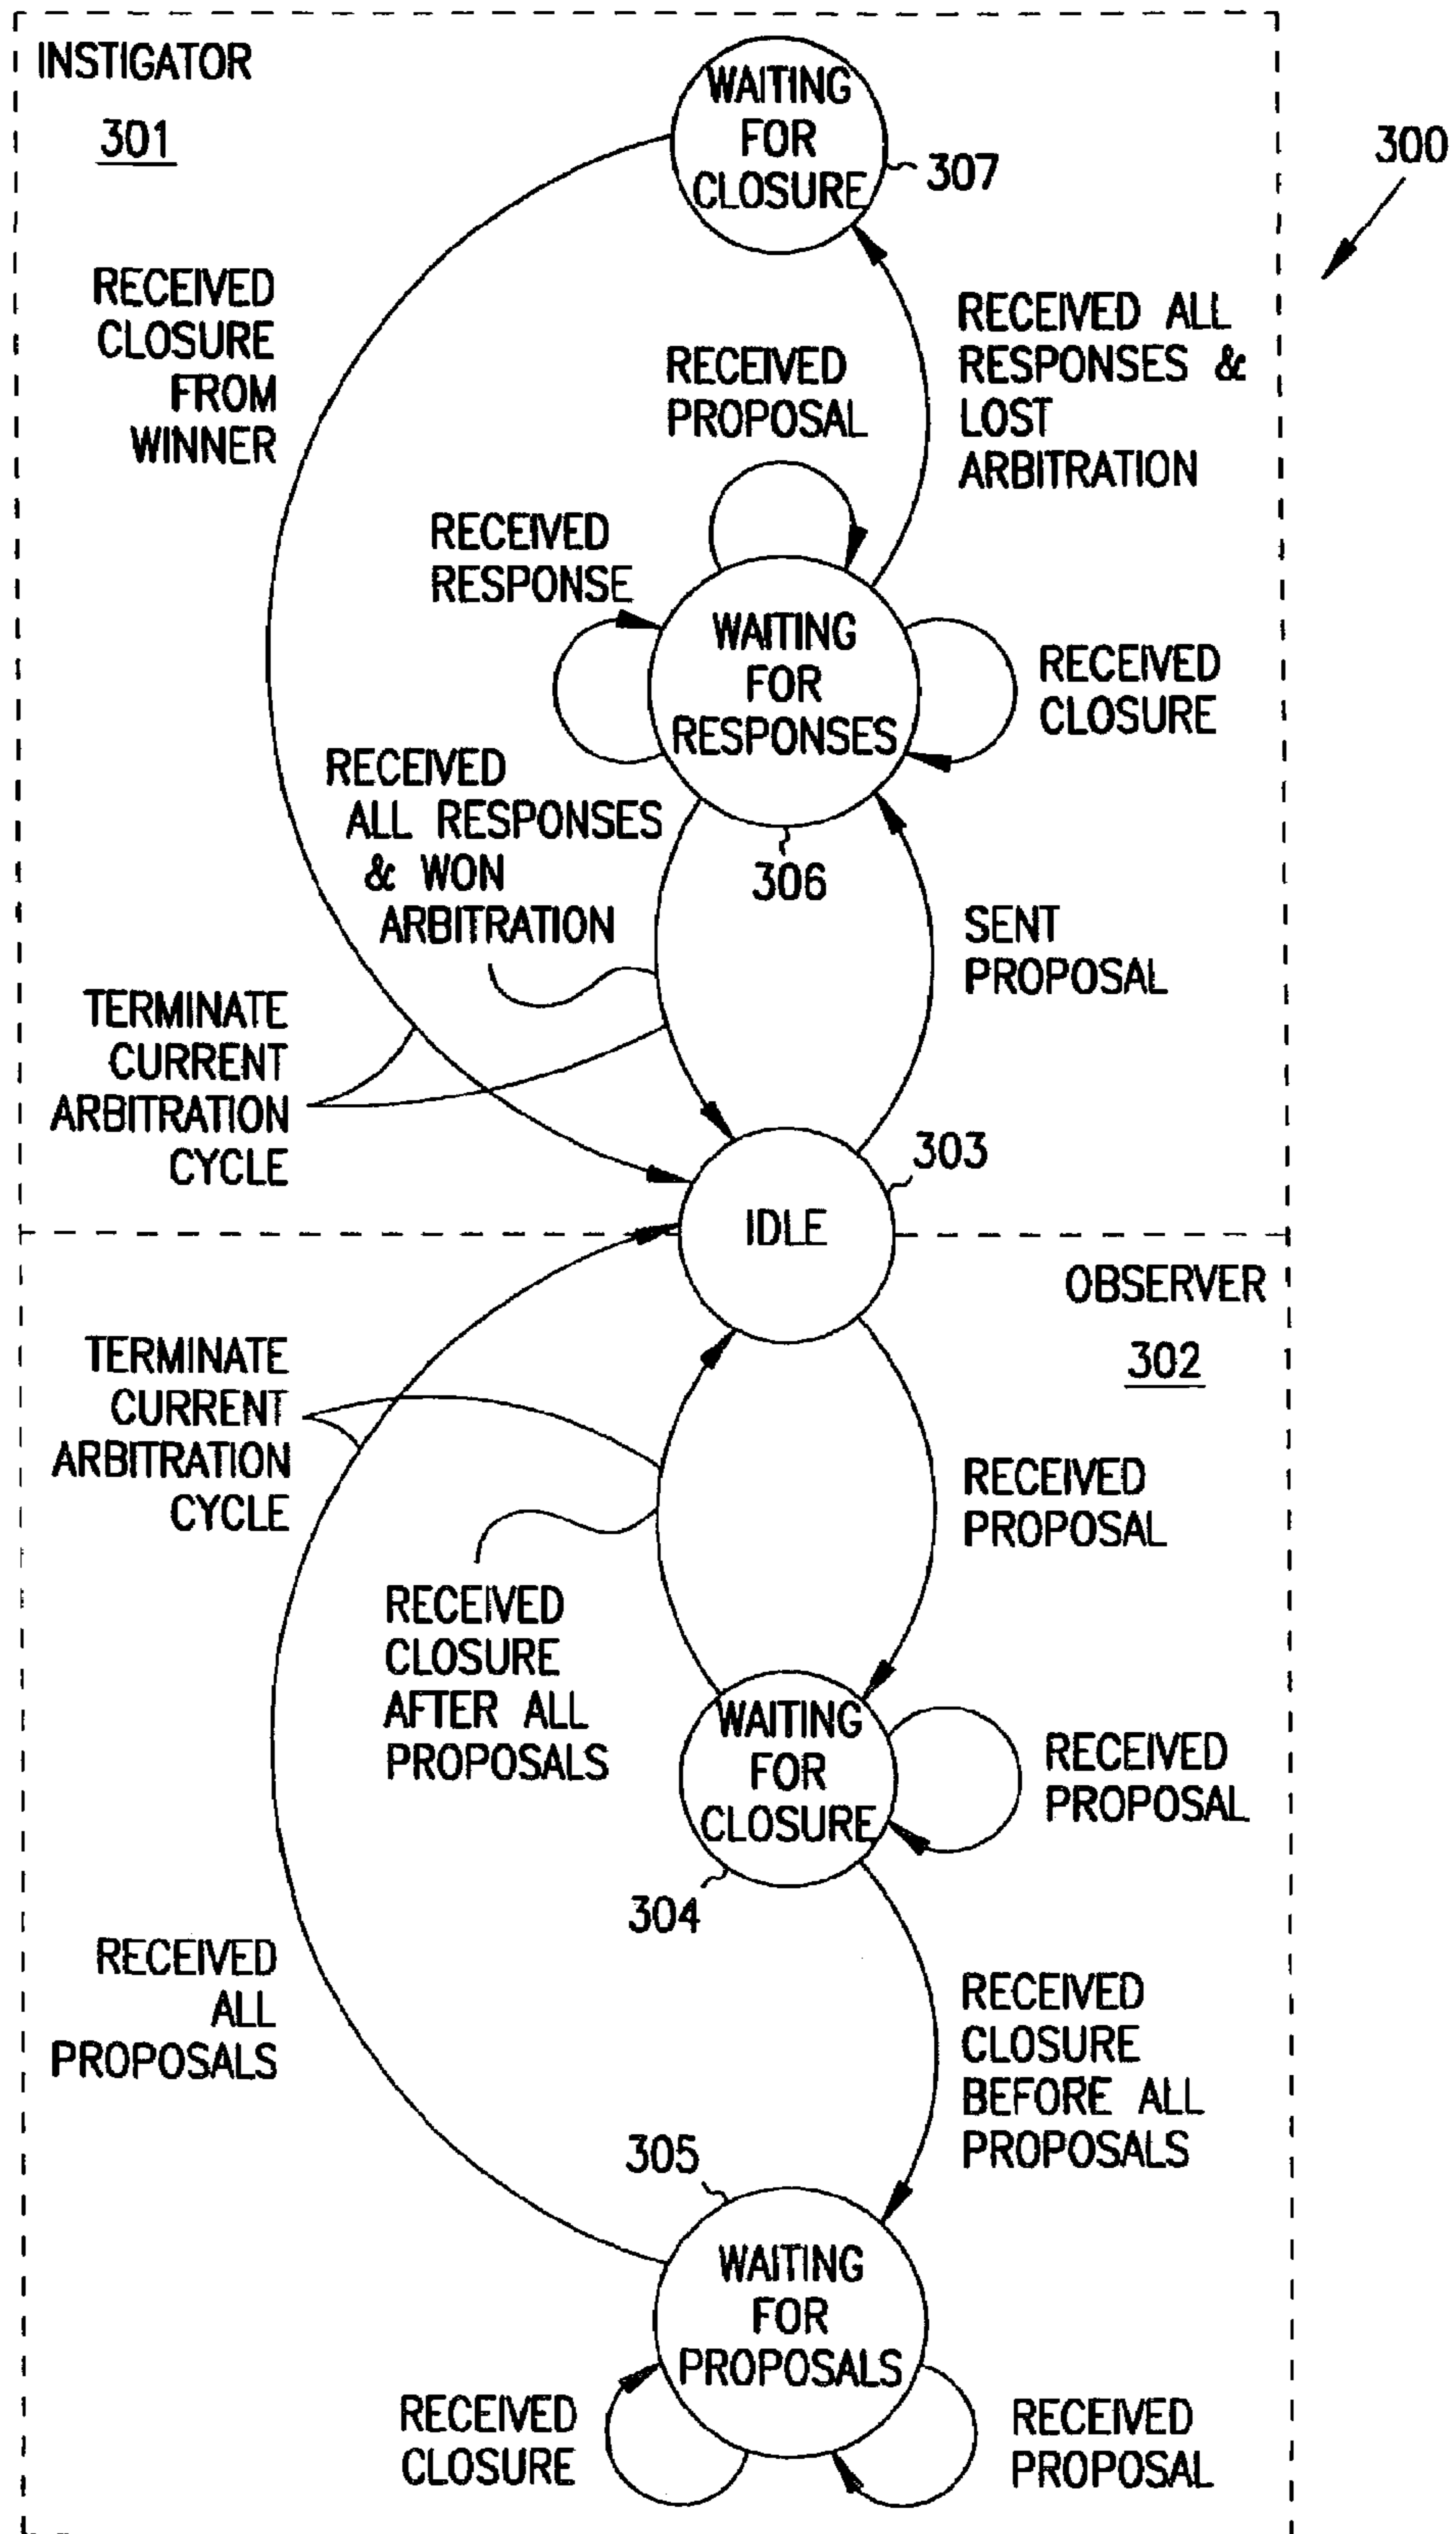 INSTIGATOR
301
WAITING
FOR
CLOSURE
307
300
RECEIVED
CLOSURE
FROM
WINNER
RECEIVED ALL
RESPONSES &
LOST
ARBITRATION
RECEIVED
PROPOSAL
RECEIVED
RESPONSE
WAITING
FOR
RESPONSES
306
RECEIVED
CLOSURE
RECEIVED
ALL RESPONSES
& WON
ARBITRATION
SENT
PROPOSAL
TERMINATE
CURRENT
ARBITRATION
CYCLE
303
IDLE
OBSERVER
302
TERMINATE
CURRENT
ARBITRATION
CYCLE
RECEIVED
PROPOSAL
RECEIVED
CLOSURE
AFTER ALL
PROPOSALS
WAITING
FOR
CLOSURE
304
RECEIVED
PROPOSAL
RECEIVED
ALL
PROPOSALS
RECEIVED
CLOSURE
BEFORE ALL
PROPOSALS
305
WAITING
FOR
PROPOSALS
RECEIVED
CLOSURE
RECEIVED
PROPOSAL